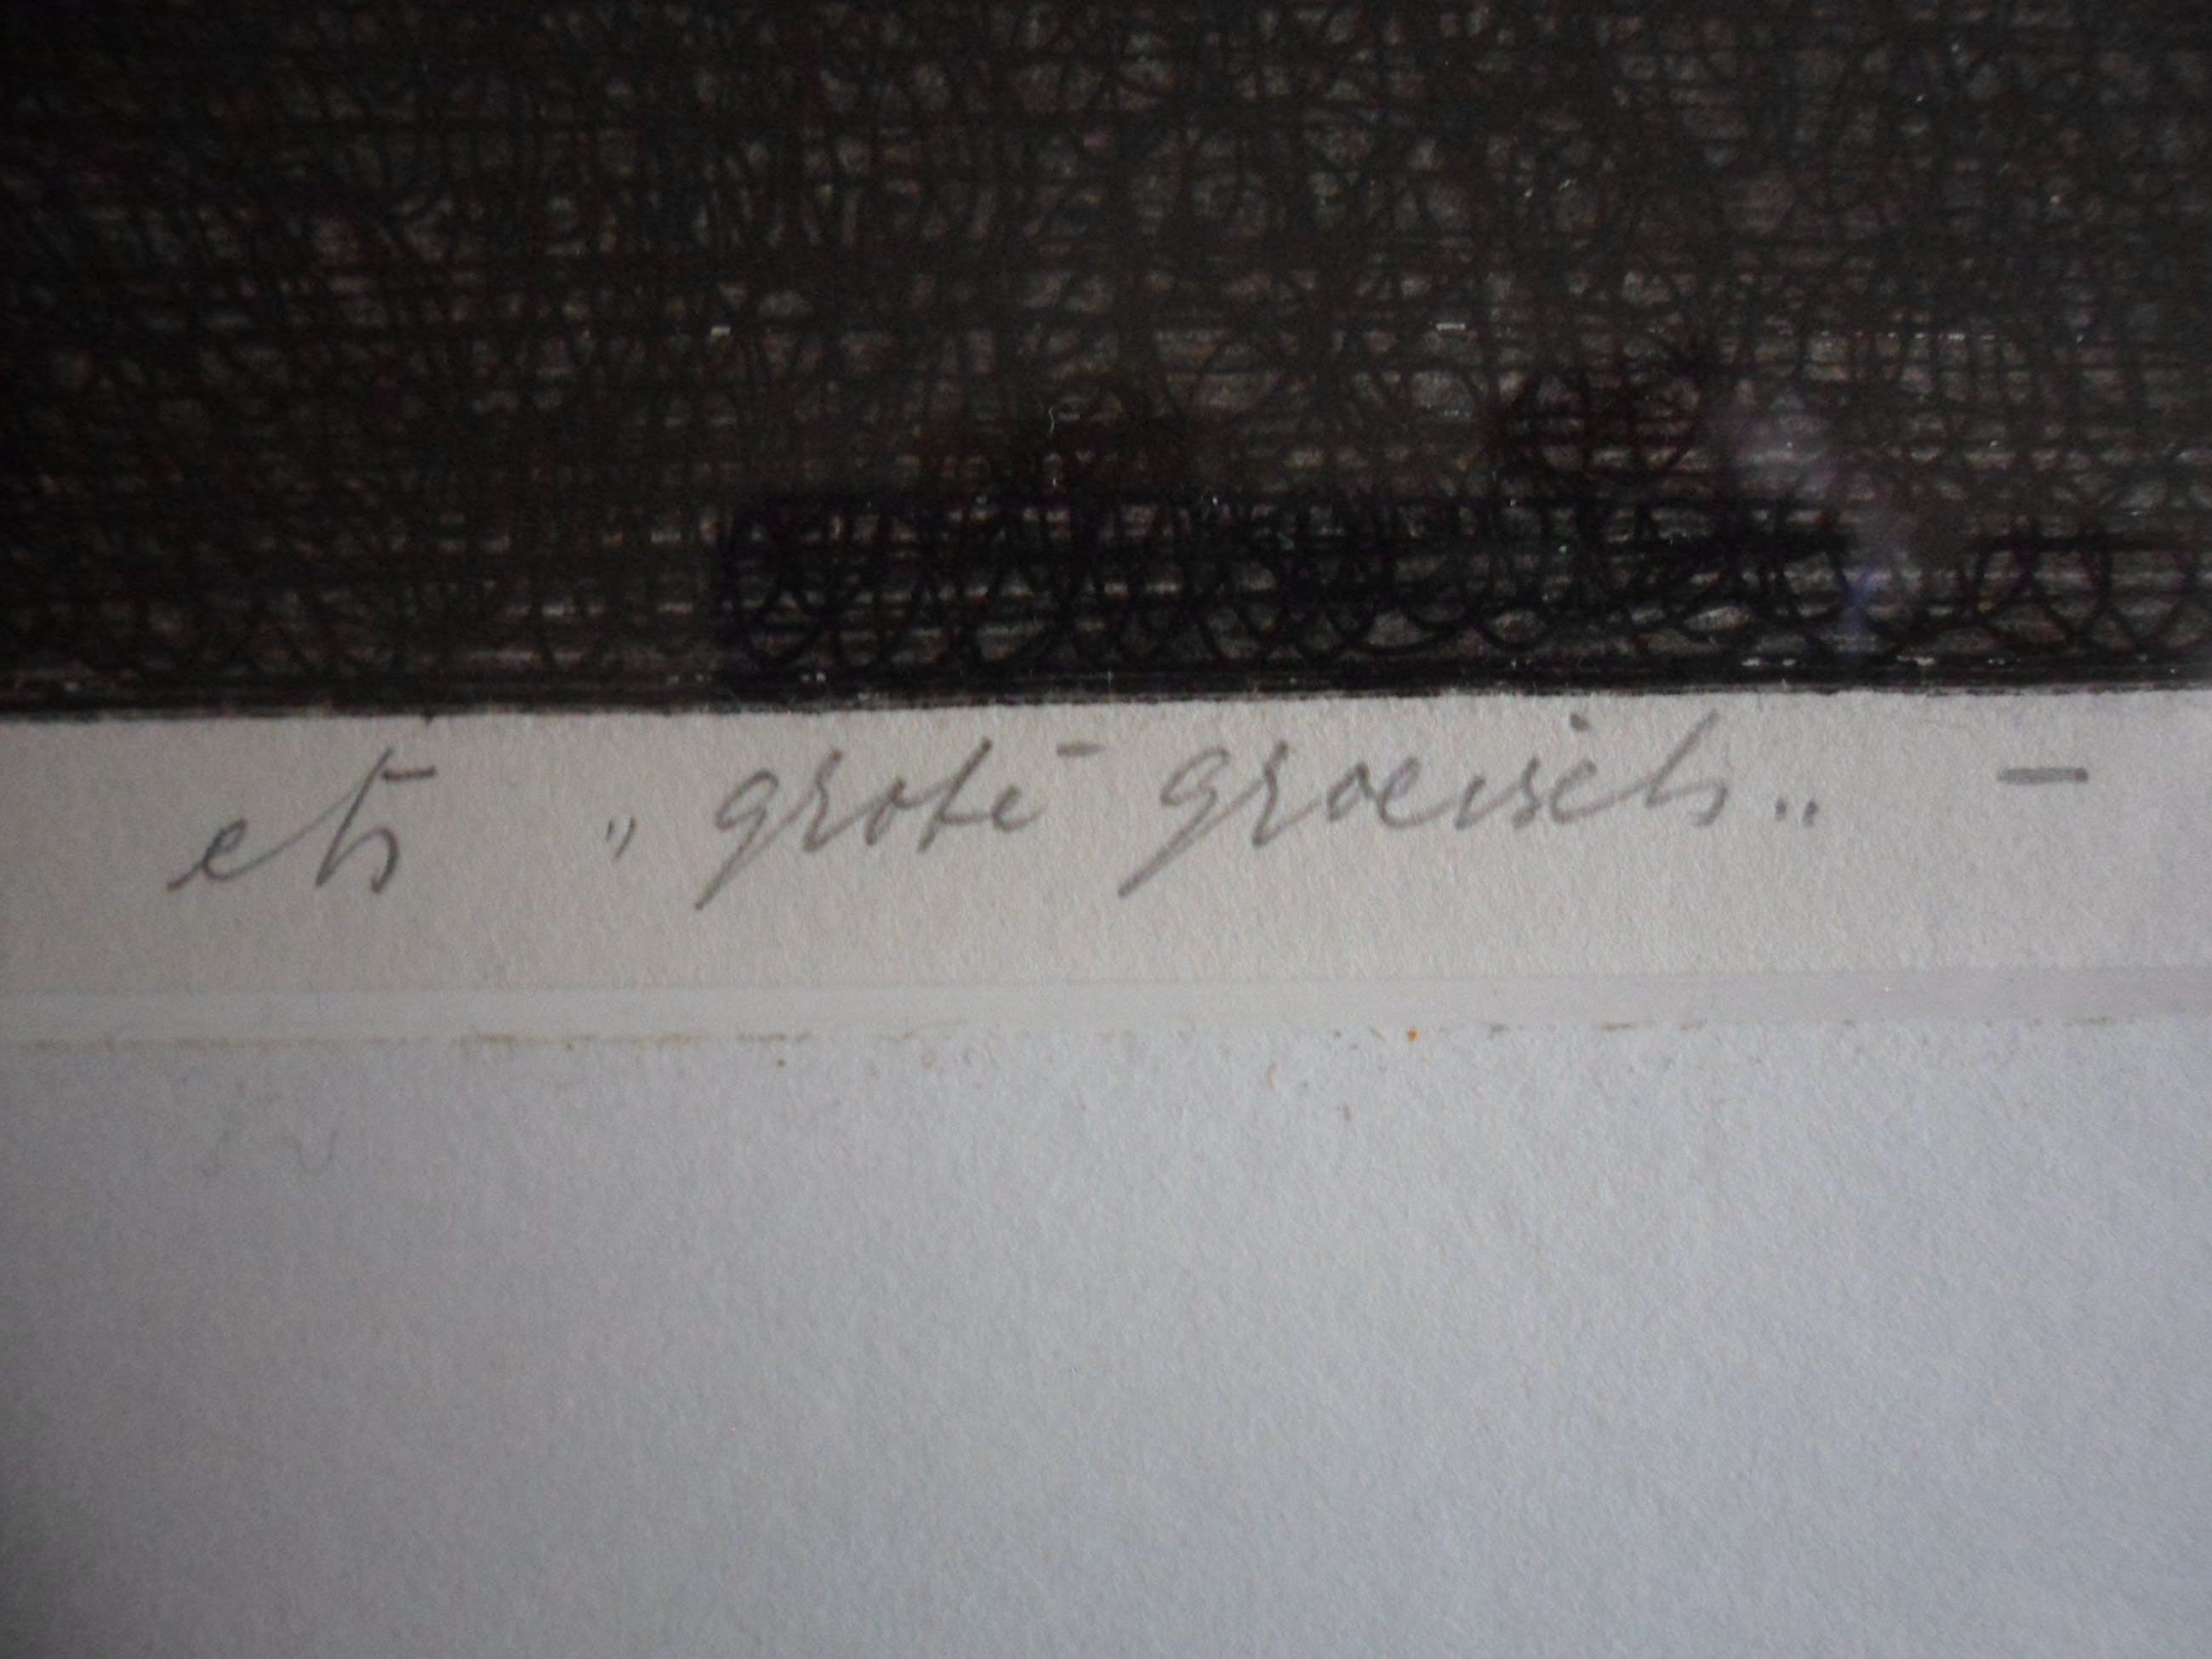 ets „ grote groeisels „ -